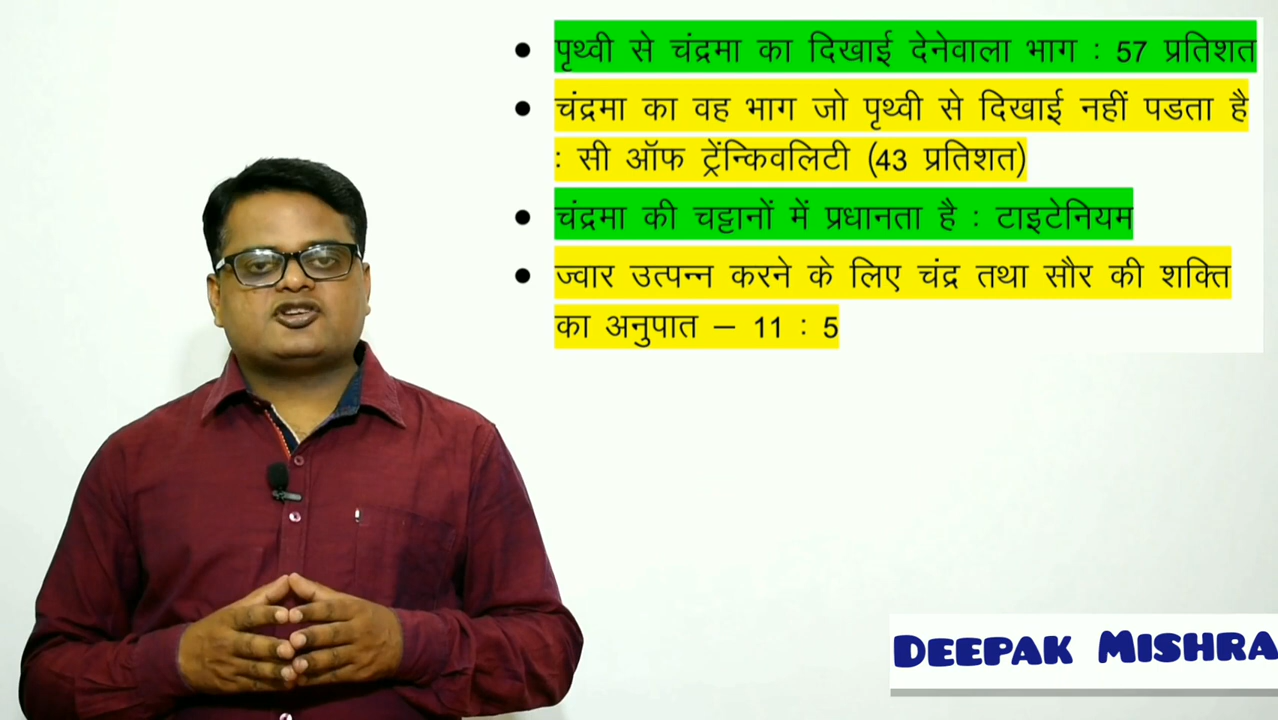 • पृथ्वी से चंद्रमा का दिखाई देनेवाला भाग : 57 प्रतिशत
• चंद्रमा का वह भाग जो पृथ्वी से दिखाई नहीं पडता है
: सी ऑफ ट्रेंन्किवलिटी (43 प्रतिशत)
• चंद्रमा की चट्टानों में प्रधानता है : टाइटेनियम
• ज्वार उत्पन्न करने के लिए चंद्र तथा सौर की शक्ति
का अनुपात – 11 : 5
DEEPAK MISHRA